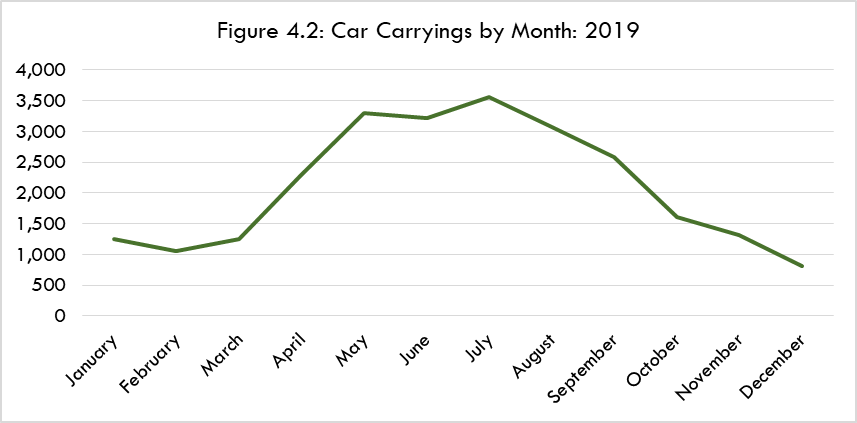 Figure 4.2: Car Carryings by Month: 2019
4,000
3,500
3,000
2,500
2,000
1,500
1,000
500
0
January
February
March
April
May
June
July
August
September
October
November
December